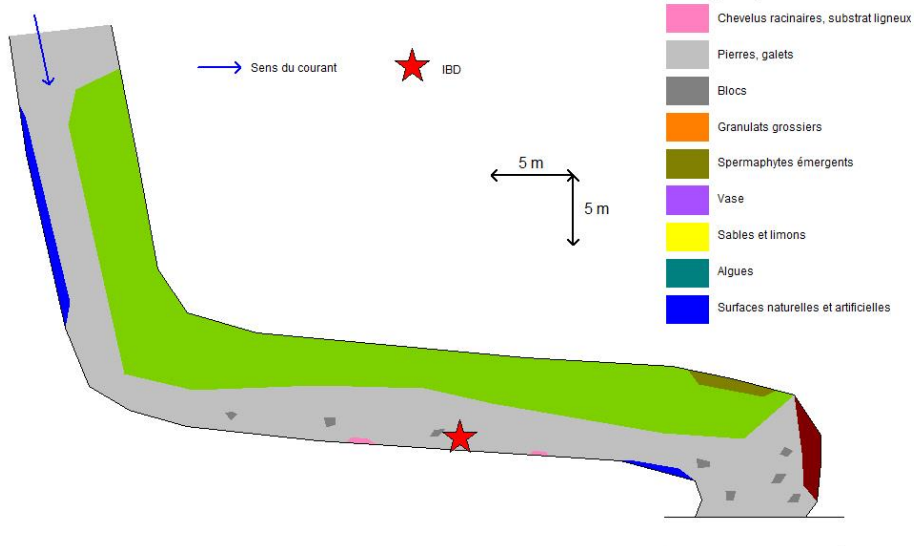 Chevelus racinaires, substrat ligneux
Sens du courant
IBD
Pierres, galets
Blocs
Granulats grossiers
5 m
Spermaphytes émergents
5 m
Vase
Sables et limons
Algues
Surfaces naturelles et artificielles